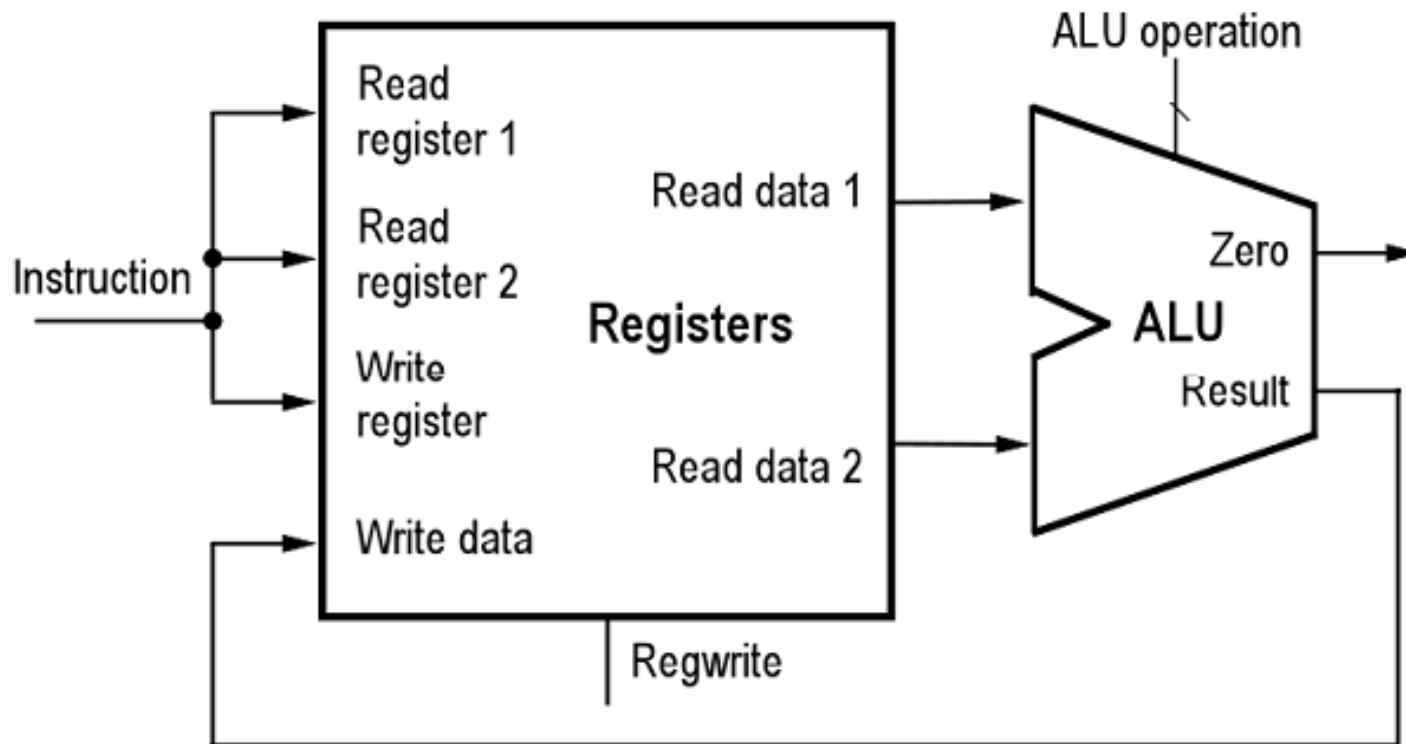 ALU operation
Read
register 1
Read data 1
Read
register 2
Zero
Instruction
Registers
ALU
Write
register
Result
Read data 2
Write data
Regwrite